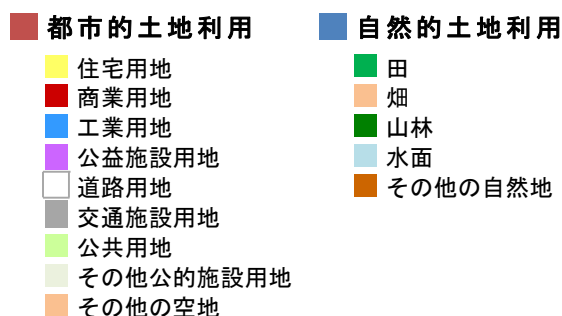 都市的土地利用
住宅用地
商業用地
工業用地
公益施設用地
道路用地
交通施設用地
公共用地
その他公的施設用地
その他の空地
自然的土地利用
田
畑
山林
水面
その他の自然地